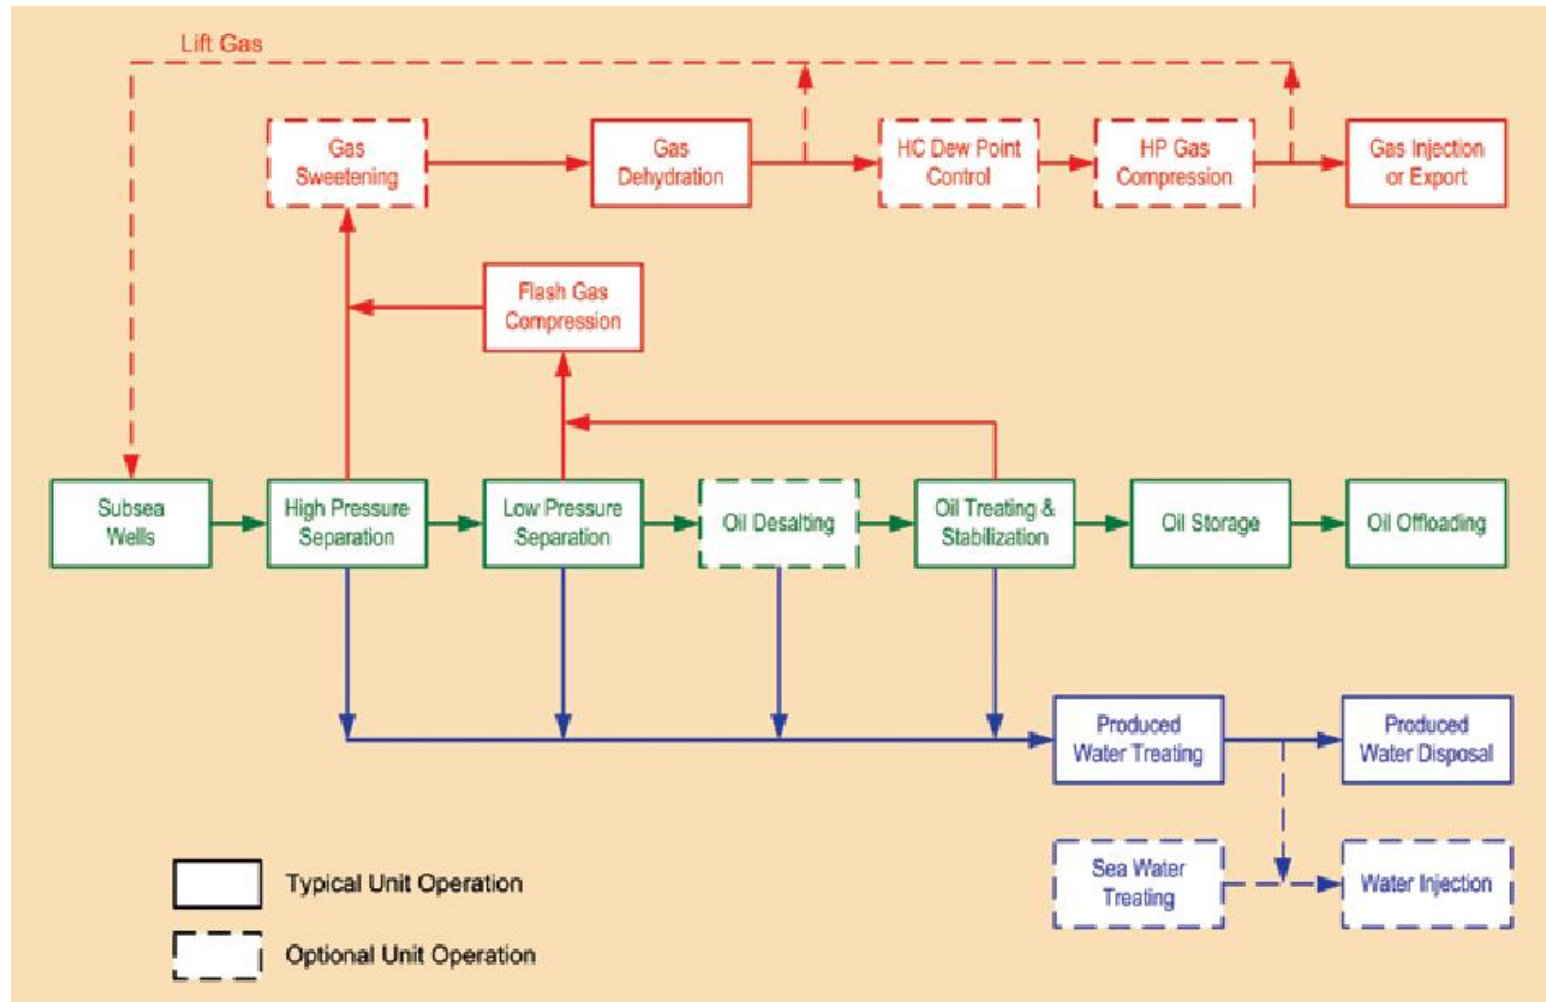 Lift Gas
Gas
Sweetening
Gas
Dehydration
HC Dew Point
Control
HP Gas
Compression
Gas Injection
or Export
Flash Gas
Compression
Subsea
Wells
High Pressure
Separation
Low Pressure
Separation
Oil Desalting
Oil Treating &
Stabilization
Oil Storage
Oil Offloading
Produced
Water Treating
Produced
Water Disposal
Sea Water
Treating
Water Injection
Typical Unit Operation
Optional Unit Operation